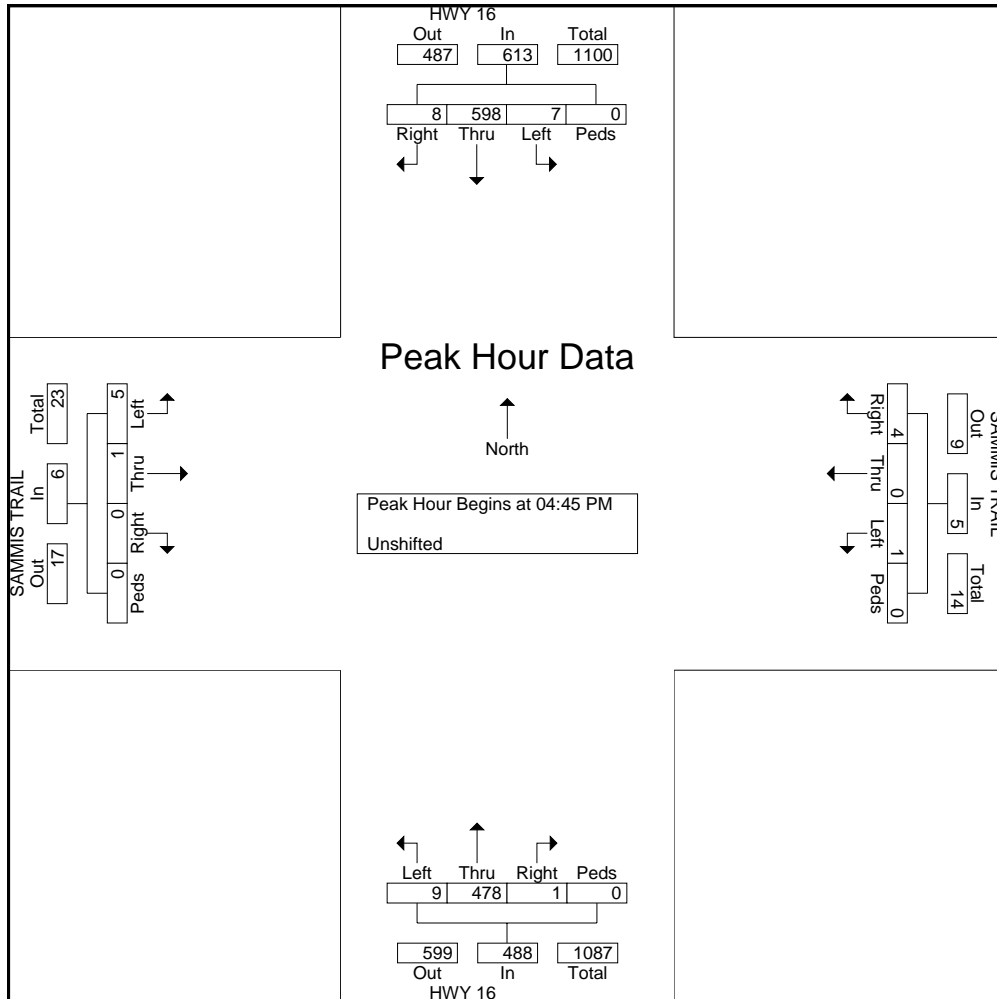 HWY 16
Out In Total
487 613 1100
8 598 7 0
Right Thru Left Peds
Peak Hour Data
North
Peak Hour Begins at 04:45 PM
Unshifted
SAMMIS TRAIL
Total In Out
23 6 17
5 1 0 0
Left Thru Right Peds
SAMMIS TRAIL
Out In Total
9 5 14
4 0 1 0
Right Thru Left Peds
Left Thru Right Peds
9 478 1 0
599 488 1087
Out In Total
HWY 16